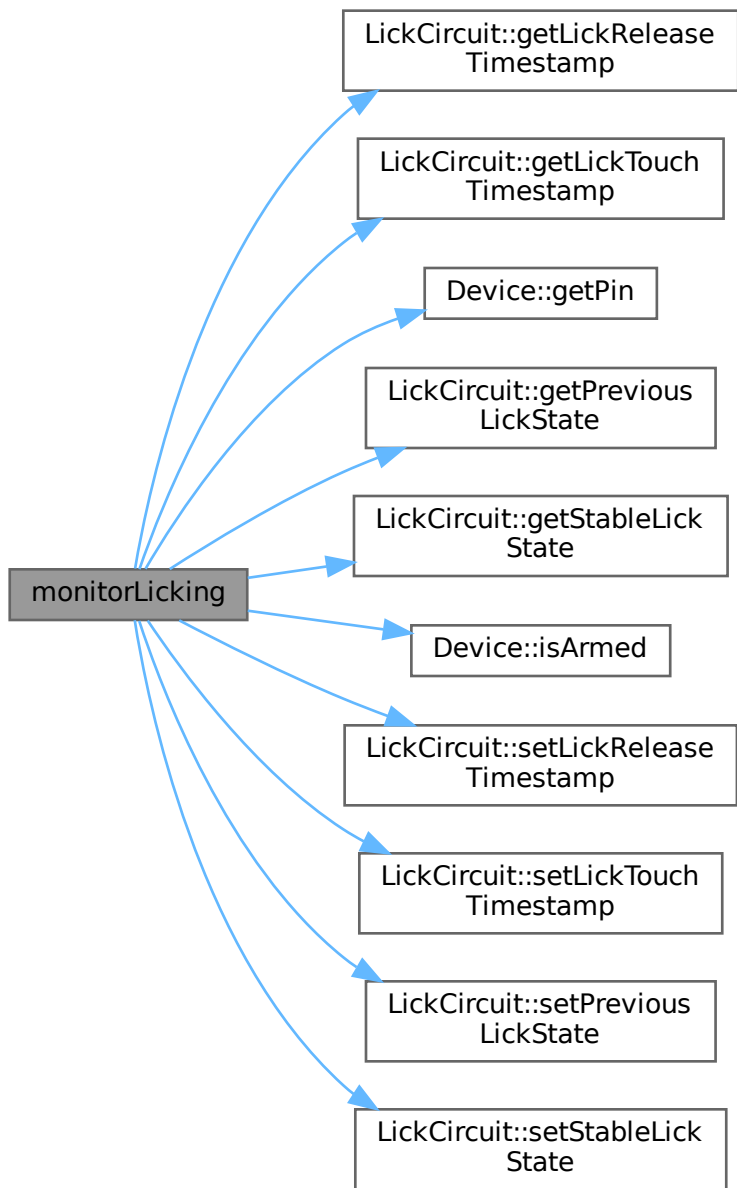 LickCircuit::getLickRelease
Timestamp
LickCircuit::getLickTouch
Timestamp
Device::getPin
LickCircuit::getPrevious
LickState
LickCircuit::getStableLick
State
monitorLicking
Device::isArmed
LickCircuit::setLickRelease
Timestamp
LickCircuit::setLickTouch
Timestamp
LickCircuit::setPrevious
LickState
LickCircuit::setStableLick
State